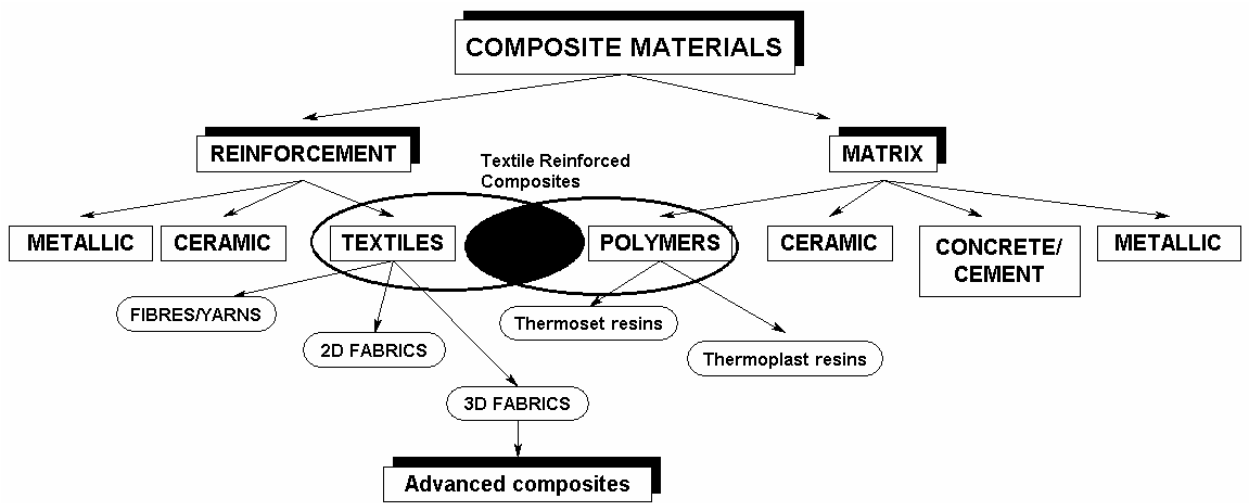 COMPOSITE MATERIALS
REINFORCEMENT
MATRIX
Textile Reinforced
Composites
METALLIC
CERAMIC
TEXTILES
POLYMERS
CERAMIC
CONCRETE/
CEMENT
METALLIC
FIBRES/YARNS
2D FABRICS
3D FABRICS
Thermoset resins
Thermoplast resins
Advanced composites